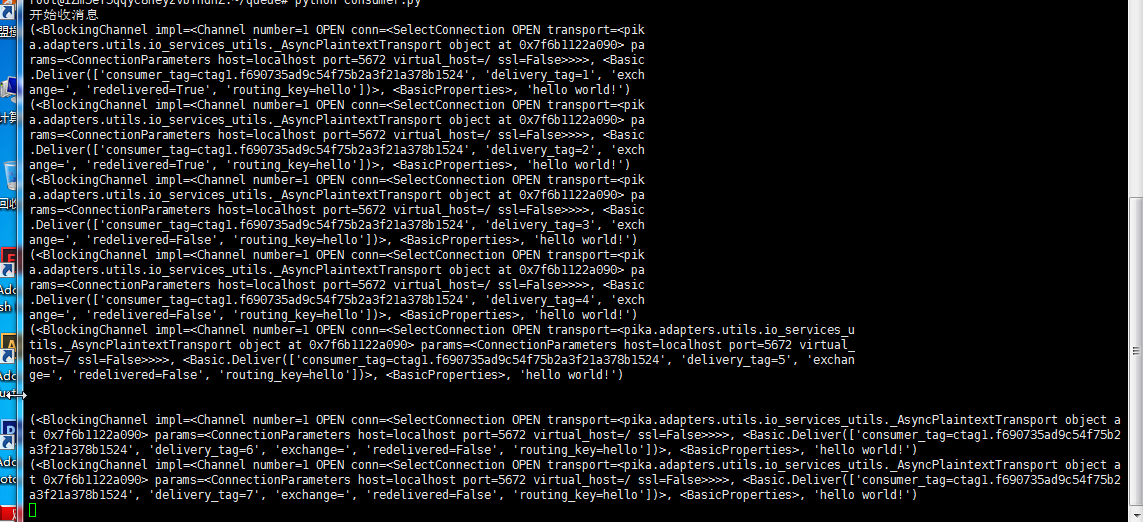 root@iZm5ef5qqyc8hey2vbfhdhZ:~/queue# python consumer.py
开始收消息
(<BlockingChannel impl=<Channel number=1 OPEN conn=<SelectConnection OPEN transport=<pik
a.adapters.utils.io_services_utils._AsyncPlaintextTransport object at 0x7f6b1122a090> pa
rams=<ConnectionParameters host=localhost port=5672 virtual_host=/ ssl=False>>>>, <Basic
.Deliver(['consumer_tag=ctag1.f690735ad9c54f75b2a3f21a378b1524', 'delivery_tag=1', 'exch
ange=', 'redelivered=True', 'routing_key=hello'])>, <BasicProperties>, 'hello world!')
(<BlockingChannel impl=<Channel number=1 OPEN conn=<SelectConnection OPEN transport=<pik
a.adapters.utils.io_services_utils._AsyncPlaintextTransport object at 0x7f6b1122a090> pa
rams=<ConnectionParameters host=localhost port=5672 virtual_host=/ ssl=False>>>>, <Basic
.Deliver(['consumer_tag=ctag1.f690735ad9c54f75b2a3f21a378b1524', 'delivery_tag=2', 'exch
ange=', 'redelivered=True', 'routing_key=hello'])>, <BasicProperties>, 'hello world!')
(<BlockingChannel impl=<Channel number=1 OPEN conn=<SelectConnection OPEN transport=<pik
a.adapters.utils.io_services_utils._AsyncPlaintextTransport object at 0x7f6b1122a090> pa
rams=<ConnectionParameters host=localhost port=5672 virtual_host=/ ssl=False>>>>, <Basic
.Deliver(['consumer_tag=ctag1.f690735ad9c54f75b2a3f21a378b1524', 'delivery_tag=3', 'exch
ange=', 'redelivered=False', 'routing_key=hello'])>, <BasicProperties>, 'hello world!')
(<BlockingChannel impl=<Channel number=1 OPEN conn=<SelectConnection OPEN transport=<pik
a.adapters.utils.io_services_utils._AsyncPlaintextTransport object at 0x7f6b1122a090> pa
rams=<ConnectionParameters host=localhost port=5672 virtual_host=/ ssl=False>>>>, <Basic
.Deliver(['consumer_tag=ctag1.f690735ad9c54f75b2a3f21a378b1524', 'delivery_tag=4', 'exch
ange=', 'redelivered=False', 'routing_key=hello'])>, <BasicProperties>, 'hello world!')
(<BlockingChannel impl=<Channel number=1 OPEN conn=<SelectConnection OPEN transport=<pika.adapters.utils.io_services_u
tils._AsyncPlaintextTransport object at 0x7f6b1122a090> params=<ConnectionParameters host=localhost port=5672 virtual_
host=/ ssl=False>>>>, <Basic.Deliver(['consumer_tag=ctag1.f690735ad9c54f75b2a3f21a378b1524', 'delivery_tag=5', 'exchan
ge=', 'redelivered=False', 'routing_key=hello'])>, <BasicProperties>, 'hello world!')
(<BlockingChannel impl=<Channel number=1 OPEN conn=<SelectConnection OPEN transport=<pika.adapters.utils.io_services_utils._AsyncPlaintextTransport object a
t 0x7f6b1122a090> params=<ConnectionParameters host=localhost port=5672 virtual_host=/ ssl=False>>>>, <Basic.Deliver(['consumer_tag=ctag1.f690735ad9c54f75b2
a3f21a378b1524', 'delivery_tag=6', 'exchange=', 'redelivered=False', 'routing_key=hello'])>, <BasicProperties>, 'hello world!')
(<BlockingChannel impl=<Channel number=1 OPEN conn=<SelectConnection OPEN transport=<pika.adapters.utils.io_services_utils._AsyncPlaintextTransport object a
t 0x7f6b1122a090> params=<ConnectionParameters host=localhost port=5672 virtual_host=/ ssl=False>>>>, <Basic.Deliver(['consumer_tag=ctag1.f690735ad9c54f75b2
a3f21a378b1524', 'delivery_tag=7', 'exchange=', 'redelivered=False', 'routing_key=hello'])>, <BasicProperties>, 'hello world!')